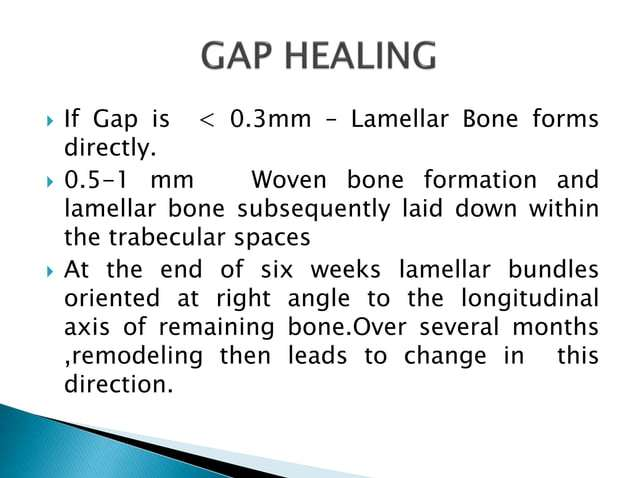 GAP HEALING
If Gap is < 0.3mm – Lamellar Bone forms
directly.
0.5-1 mm Woven bone formation and
lamellar bone subsequently laid down within
the trabecular spaces
At the end of six weeks lamellar bundles
oriented at right angle to the longitudinal
axis of remaining bone.Over several months
,remodeling then leads to change in this
direction.